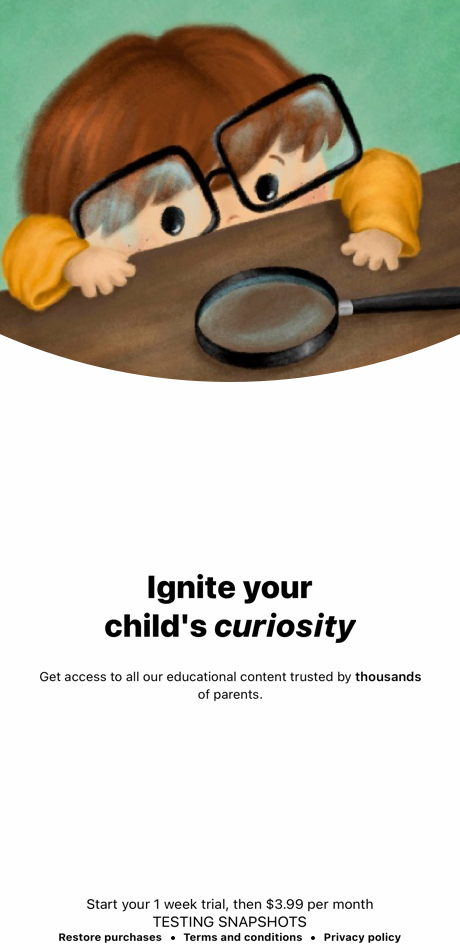 Ignite your
child's curiosity
Get access to all our educational content trusted by thousands
of parents.
Start your 1 week trial, then $3.99 per month
TESTING SNAPSHOTS
Restore purchases • Terms and conditions • Privacy policy